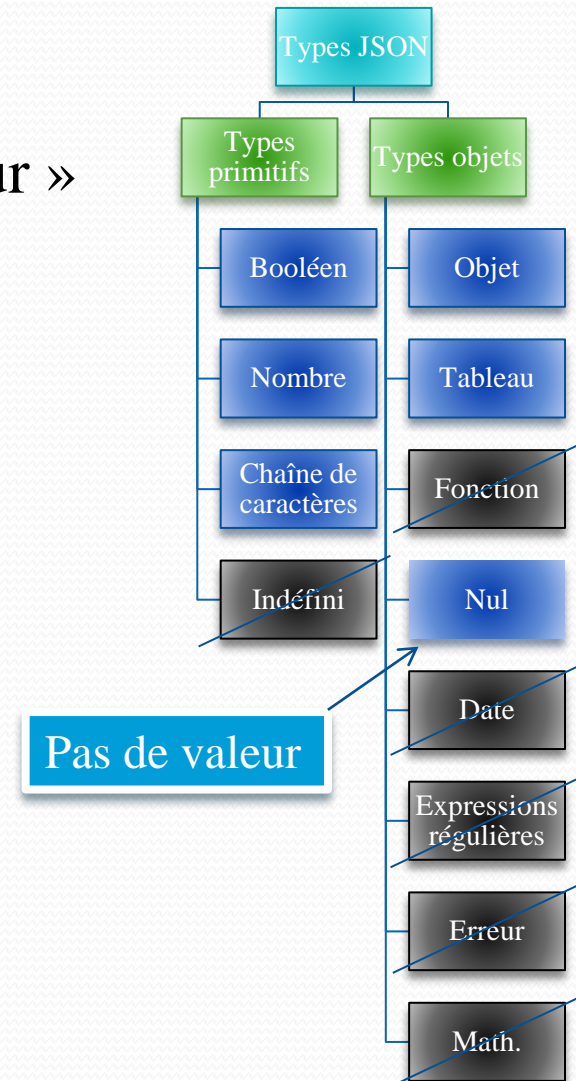 Types JSON
ur »
Types
primitifs
Types objets
Booléen
Objet
Nombre
Tableau
Chaîne de
caractères
Fonction
Indéfini
Nul
Date
Pas de valeur
Expressions
régulières
Erreur
Math.